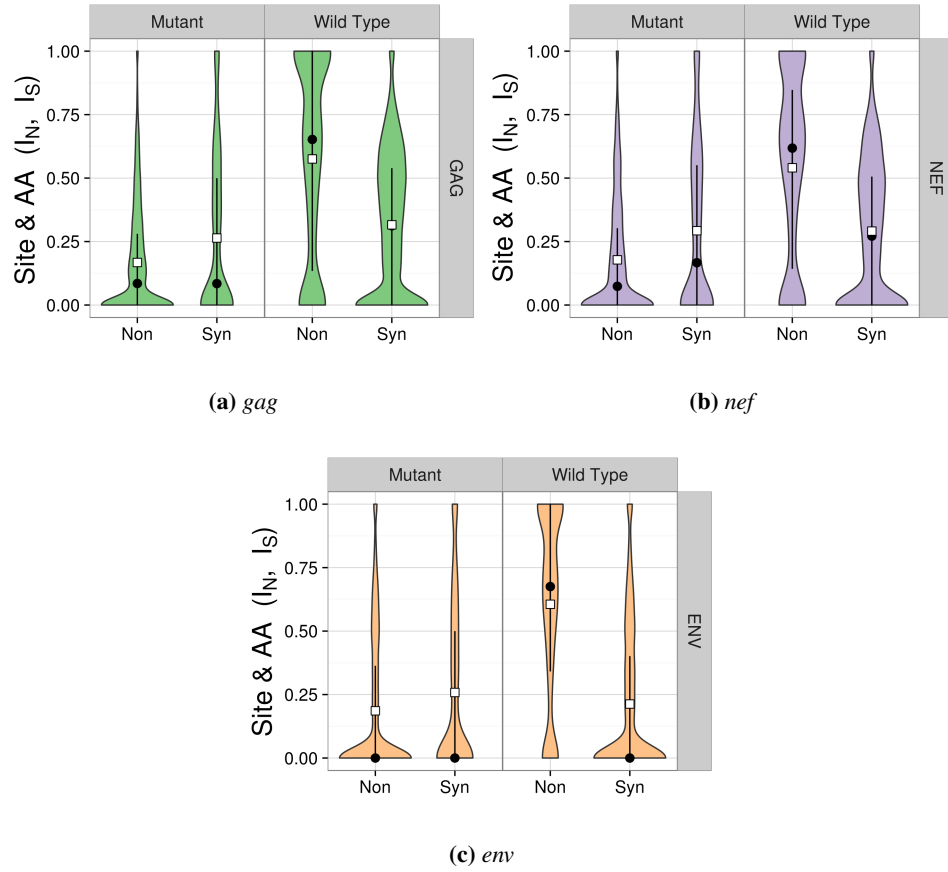 Mutant Wild Type
1.00
0.75
0.50
0.25
0.00
Site & AA (I_N, I_S)
GAG
Non Syn Non Syn
(a) gag
Mutant Wild Type
1.00
0.75
0.50
0.25
0.00
Site & AA (I_N, I_S)
NEF
Non Syn Non Syn
(b) nef
Mutant Wild Type
1.00
0.75
0.50
0.25
0.00
Site & AA (I_N, I_S)
ENV
Non Syn Non Syn
(c) env